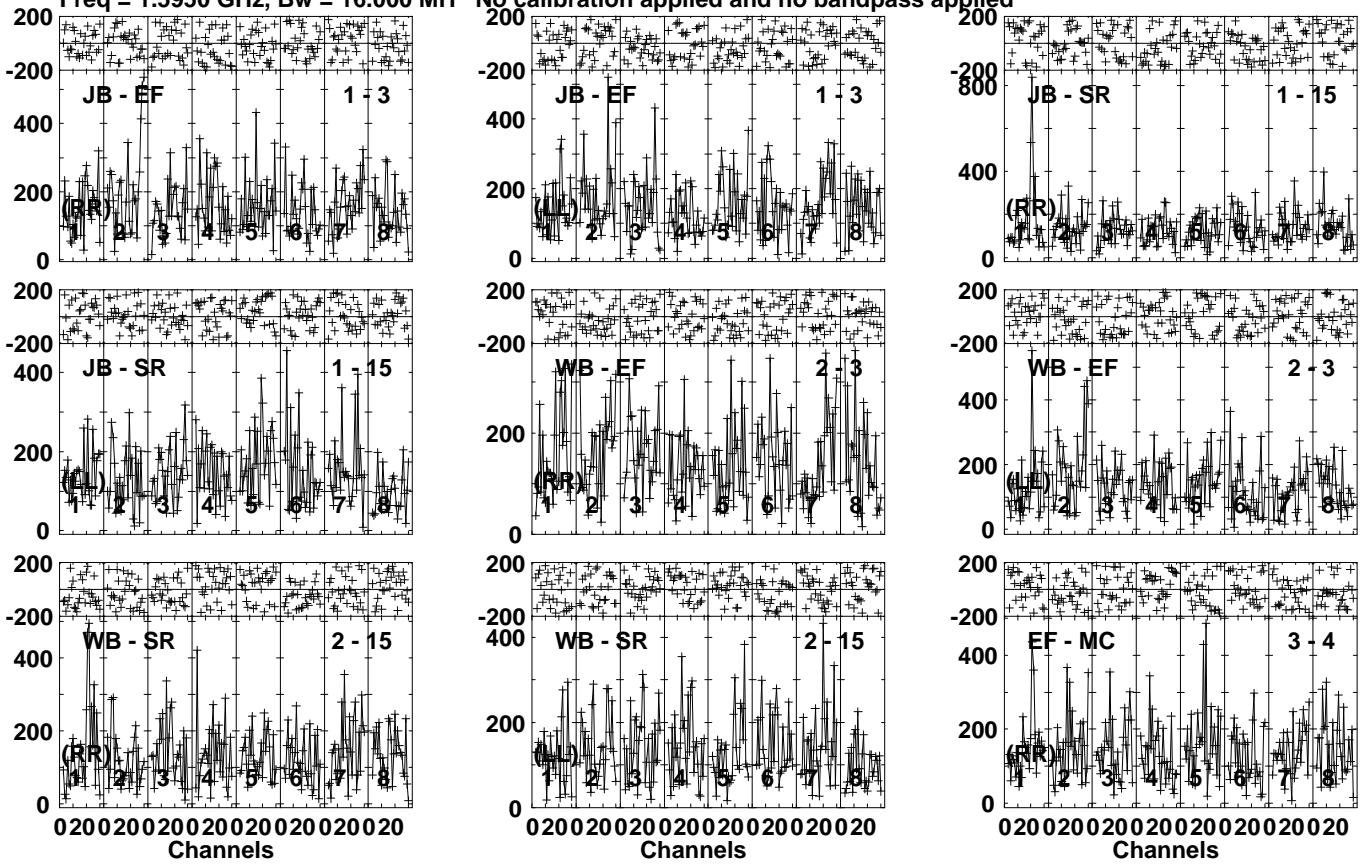 Freq = 1.5950 GHz, Bw = 16.000 MH No calibration applied and no bandpass applied
200 200 200
-200 -200 -200
JB - EF 1 - 3 JB - EF 1 - 3 800 JB - SR 1 - 15
400 400 400
200 200
(RR) (LL) (RR)
1 2 3 4 5 6 7 8 1 2 3 4 5 6 7 8 1 2 3 4 5 6 7 8
0 0 0
200 200 200
-200 -200 -200
400 JB - SR 1 - 15 WB - EF 2 - 3 WB - EF 2 - 3
400
200 200 200
(LL) (RR) (LL)
1 2 3 4 5 6 7 8 1 2 3 4 5 6 7 8 1 2 3 4 5 6 7 8
0 0 0
200 200 200
-200 -200 -200
WB - SR 2 - 15 WB - SR 2 - 15 EF - MC 3 - 4
400 400 400
200 200 200
(RR) (LL) (RR)
1 2 3 4 5 6 7 8 1 2 3 4 5 6 7 8 1 2 3 4 5 6 7 8
0 0 0
0 20 0 20 0 20 0 20 0 20 0 20 0 20 0 20 0 20 0 20 0 20 0 20 0 20 0 20 0 20 0 20 0 20 0 20 0 20 0 20 0 20 0 20 0 20 0 20
Channels Channels Channels